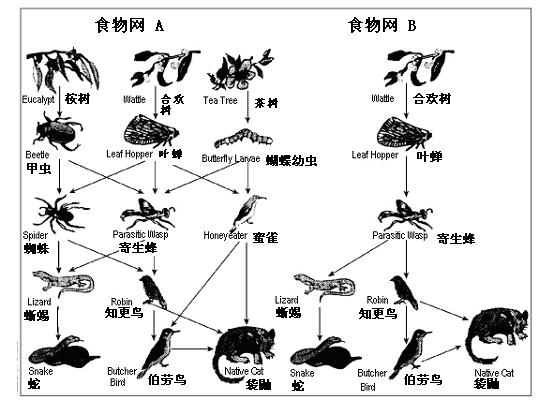 食物网 A
食物网 B
Eucalypt 桉树
Wattle 合欢
树
Tea Tree 茶树
Wattle 合欢树
Beetle
甲虫
Leaf Hopper 叶蝉
Butterfly Larvae 蝴蝶幼虫
Leaf Hopper 叶蝉
Spider
蜘蛛
Parasitic Wasp
寄生蜂
Honeyeater 蜜雀
Parasitic Wasp 寄生蜂
Lizard
蜥蜴
Robin
知更鸟
Lizard
蜥蜴
Robin
知更鸟
Snake
蛇
Butcher
Bird
伯劳鸟
Native Cat
袋鼬
Snake
蛇
Butcher
Bird
伯劳鸟
Native Cat
袋鼬